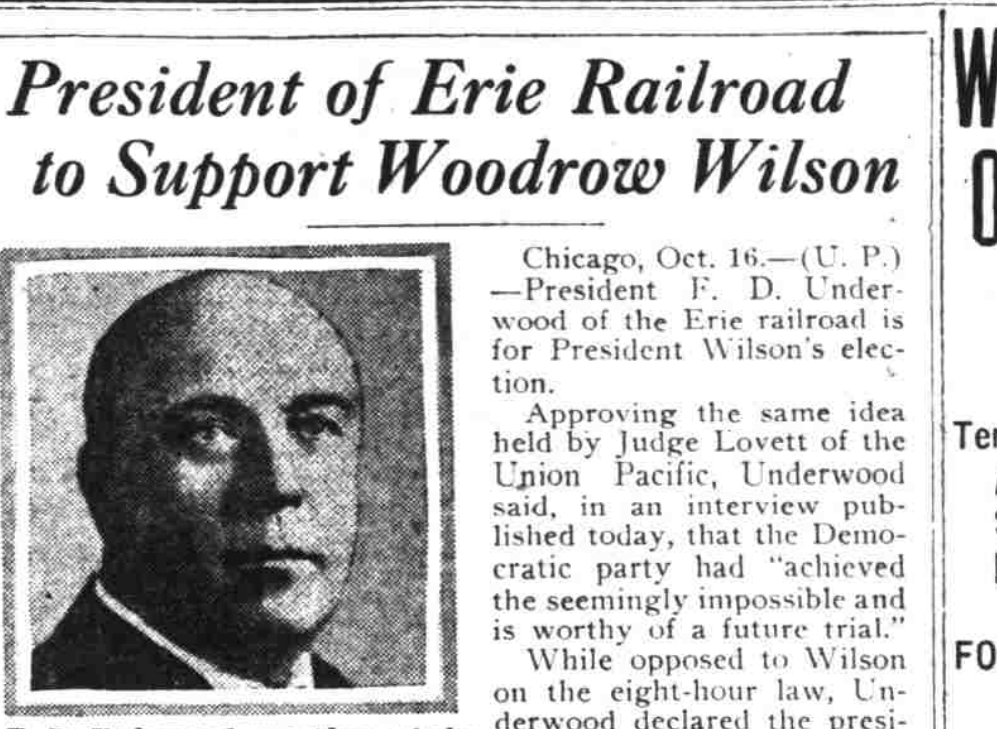 President of Erie Railroad
to Support Woodrow Wilson
Chicago, Oct. 16.—(U. P.)
—President F. D. Under-
wood of the Erie railroad is
for President Wilson's elec-
tion.
Approving the same idea
held by Judge Lovett of the
Union Pacific, Underwood
said, in an interview pub-
lished today, that the Demo-
cratic party had "achieved
the seemingly impossible and
is worthy of a future trial."
While opposed to Wilson
on the eight-hour law, Un-
derwood declared the presi-
W
O
Ter
FO